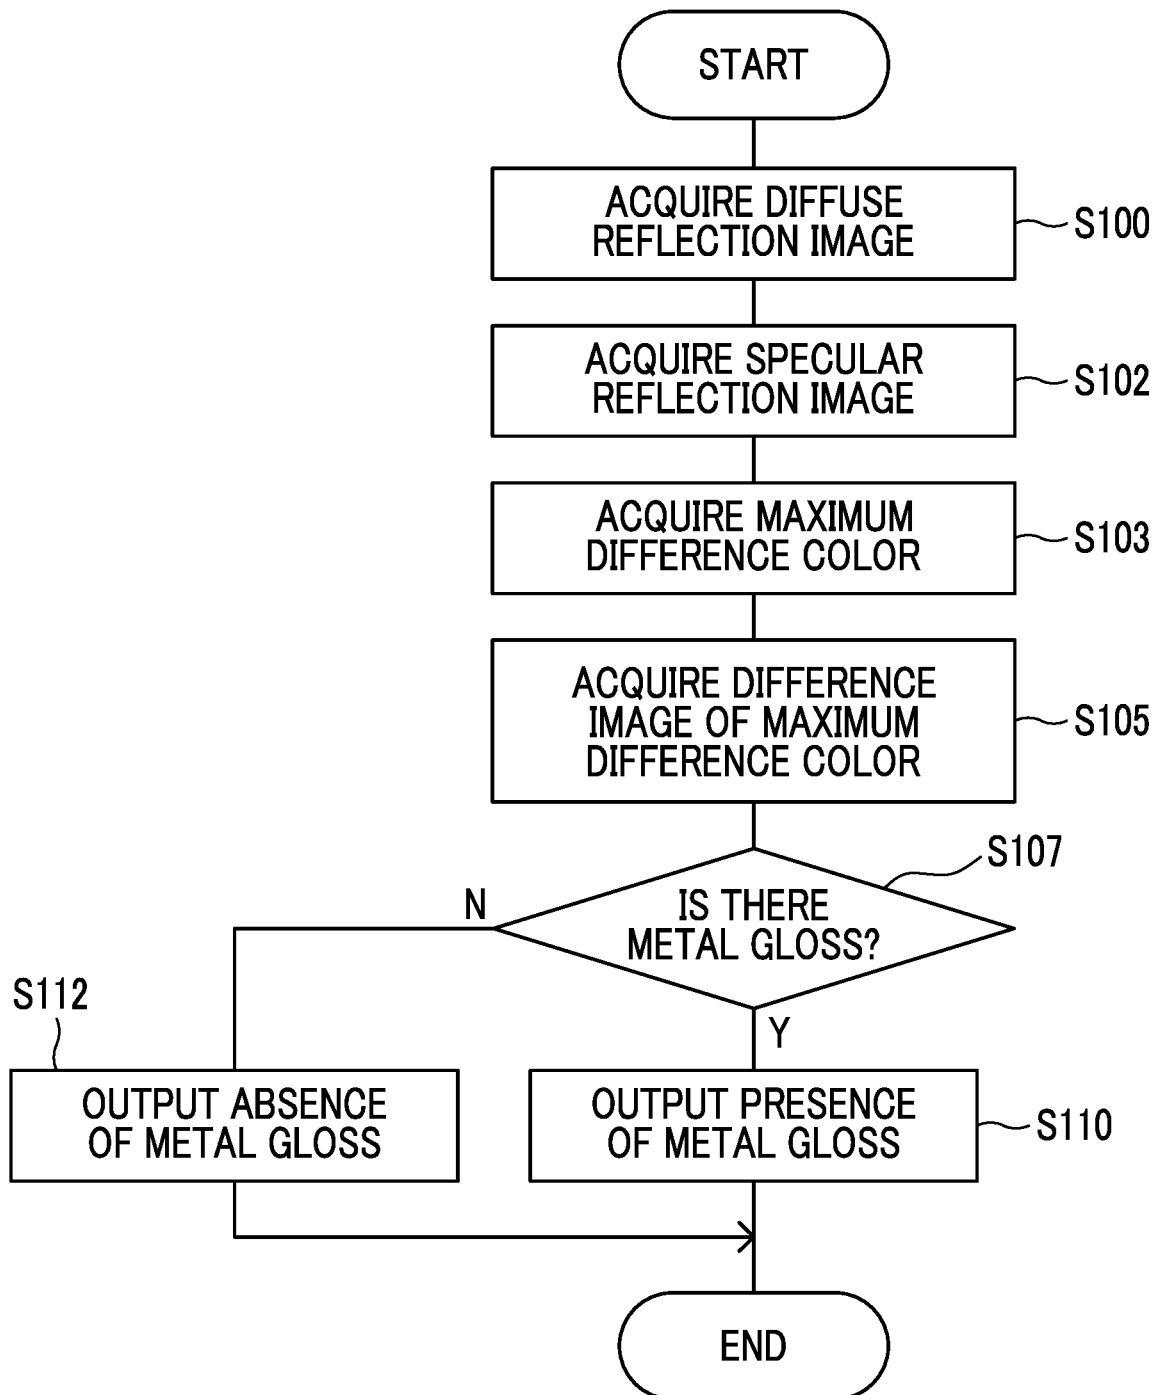 START
ACQUIRE DIFFUSE
REFLECTION IMAGE
S100
ACQUIRE SPECULAR
REFLECTION IMAGE
S102
ACQUIRE MAXIMUM
DIFFERENCE COLOR
S103
ACQUIRE DIFFERENCE
IMAGE OF MAXIMUM
DIFFERENCE COLOR
S105
S107
N
IS THERE
METAL GLOSS?
Y
S112
OUTPUT ABSENCE
OF METAL GLOSS
OUTPUT PRESENCE
OF METAL GLOSS
S110
END